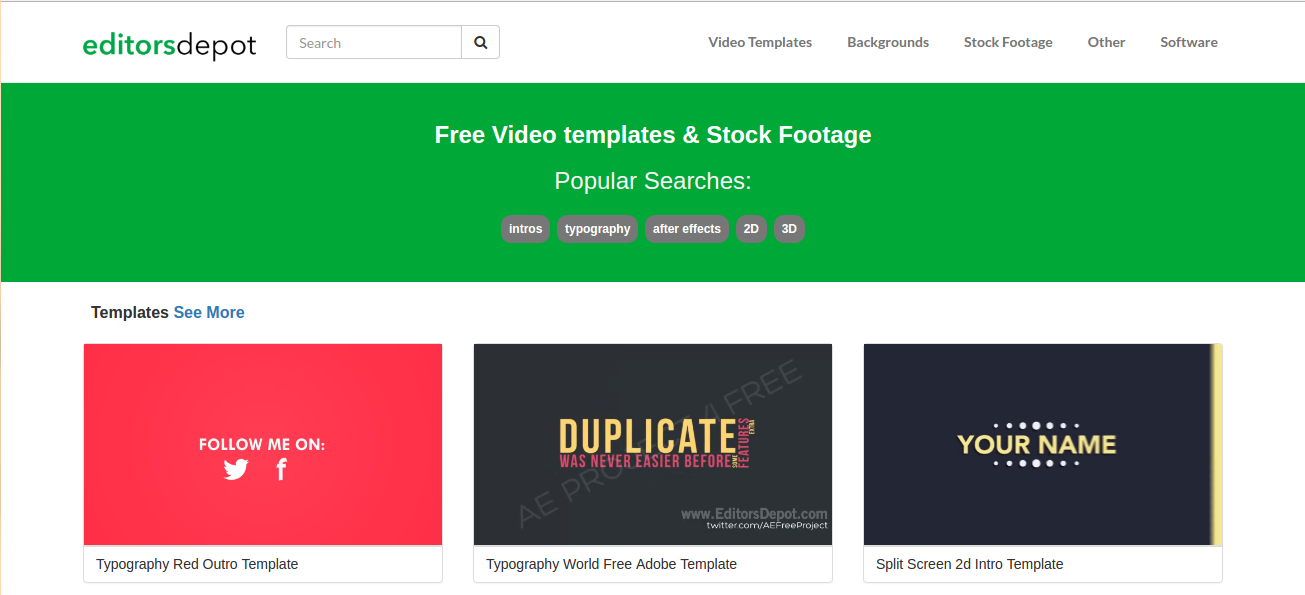 editorsdepot
Search
Video Templates Backgrounds Stock Footage Other Software
Free Video templates & Stock Footage
Popular Searches:
intros typography after effects 2D 3D
Templates See More
FOLLOW ME ON:
AE PROJECT 4 FREE
DUPLICATE
WAS NEVER EASIER BEFORE
SOME
FEATURES
EXTRA
www.EditorsDepot.com
twitter.com/AEFreeProject
YOUR NAME
Typography Red Outro Template
Typography World Free Adobe Template
Split Screen 2d Intro Template